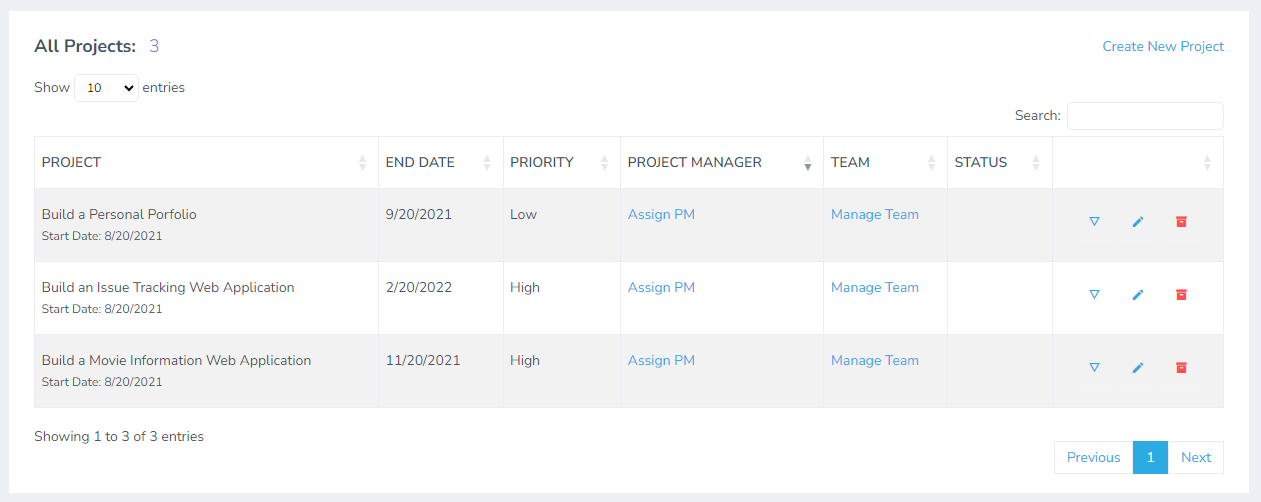 All Projects: 3
Create New Project
Show 10 entries
Search:
PROJECT END DATE PRIORITY PROJECT MANAGER TEAM STATUS
Build a Personal Porfolio 9/20/2021 Low Assign PM Manage Team
Start Date: 8/20/2021
Build an Issue Tracking Web Application 2/20/2022 High Assign PM Manage Team
Start Date: 8/20/2021
Build a Movie Information Web Application 11/20/2021 High Assign PM Manage Team
Start Date: 8/20/2021
Showing 1 to 3 of 3 entries
Previous 1 Next